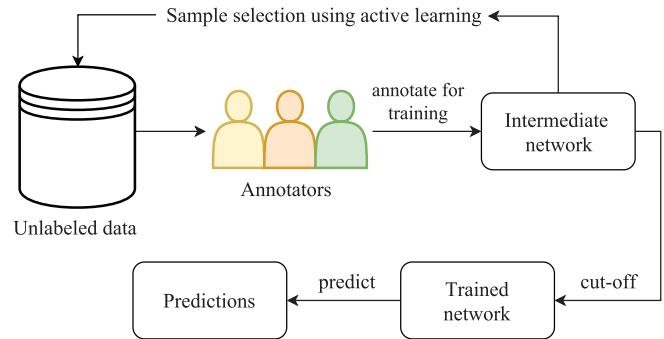 Sample selection using active learning
annotate for
training
Intermediate
network
Annotators
Unlabeled data
Predictions
predict
Trained
network
cut-off